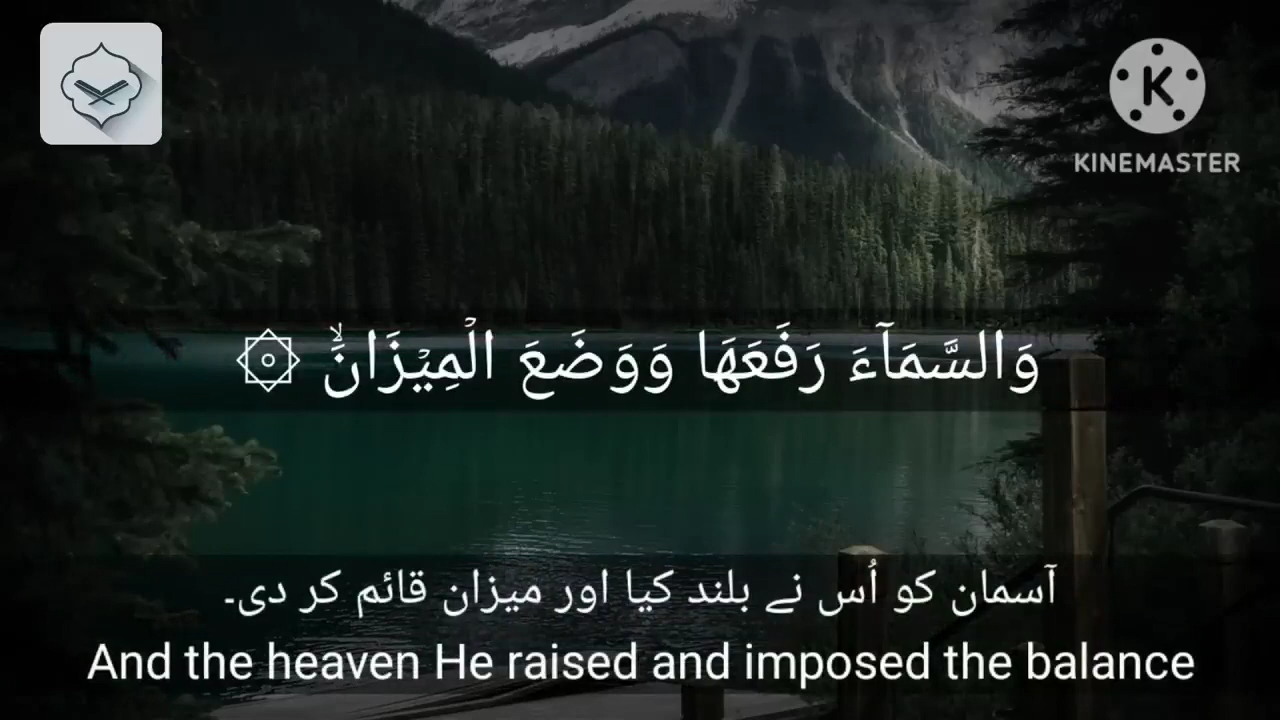 KINEMASTER
وَالسَّمَآءَ رَفَعَهَا وَوَضَعَ الۡمِيۡزَانَۙ ۞
آسمان کو اُس نے بلند کیا اور میزان قائم کر دی۔
And the heaven He raised and imposed the balance